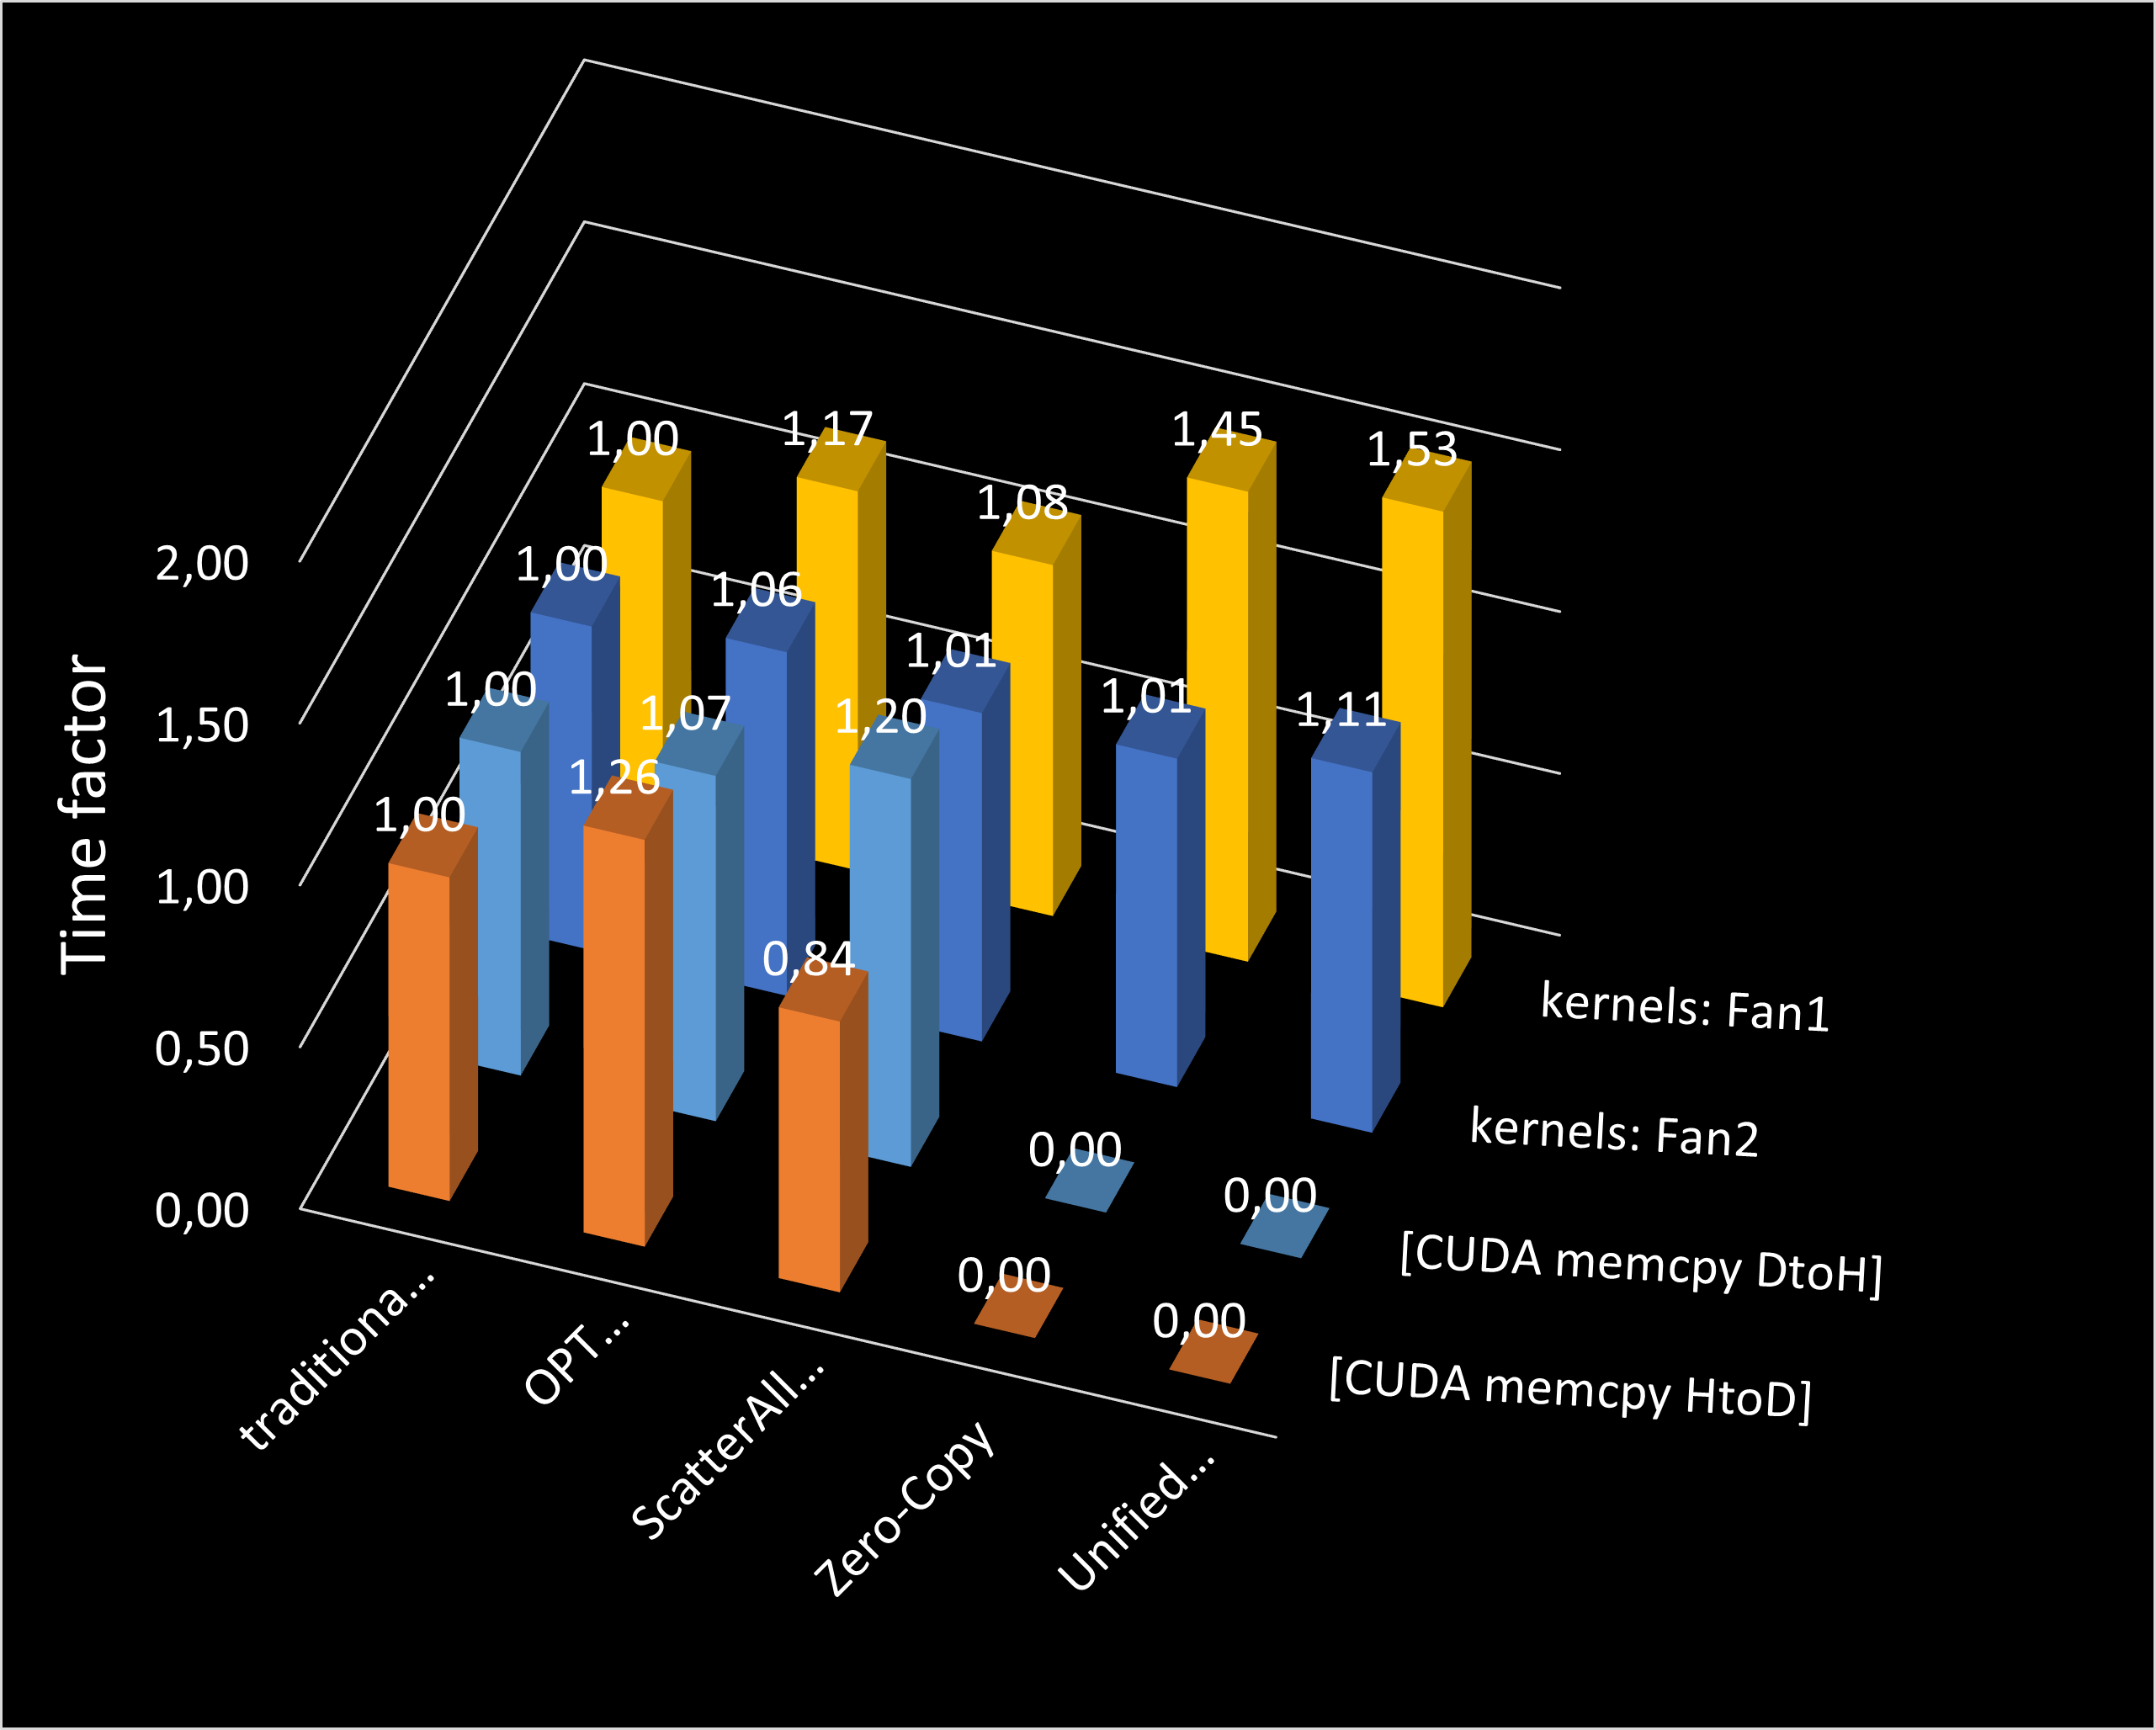 1,00
1,17
1,45
1,53
1,08
2,00
1,00
1,06
1,01
1,50
1,00
1,07
1,20
1,01
1,11
1,00
1,26
Time factor
1,00
0,84
kernels: Fan1
0,50
kernels: Fan2
0,00
0,00
0,00
[CUDA memcpy DtoH]
0,00
0,00
[CUDA memcpy HtoD]
traditiona...
OPT...
ScatterAll...
Zero-Copy
Unified...